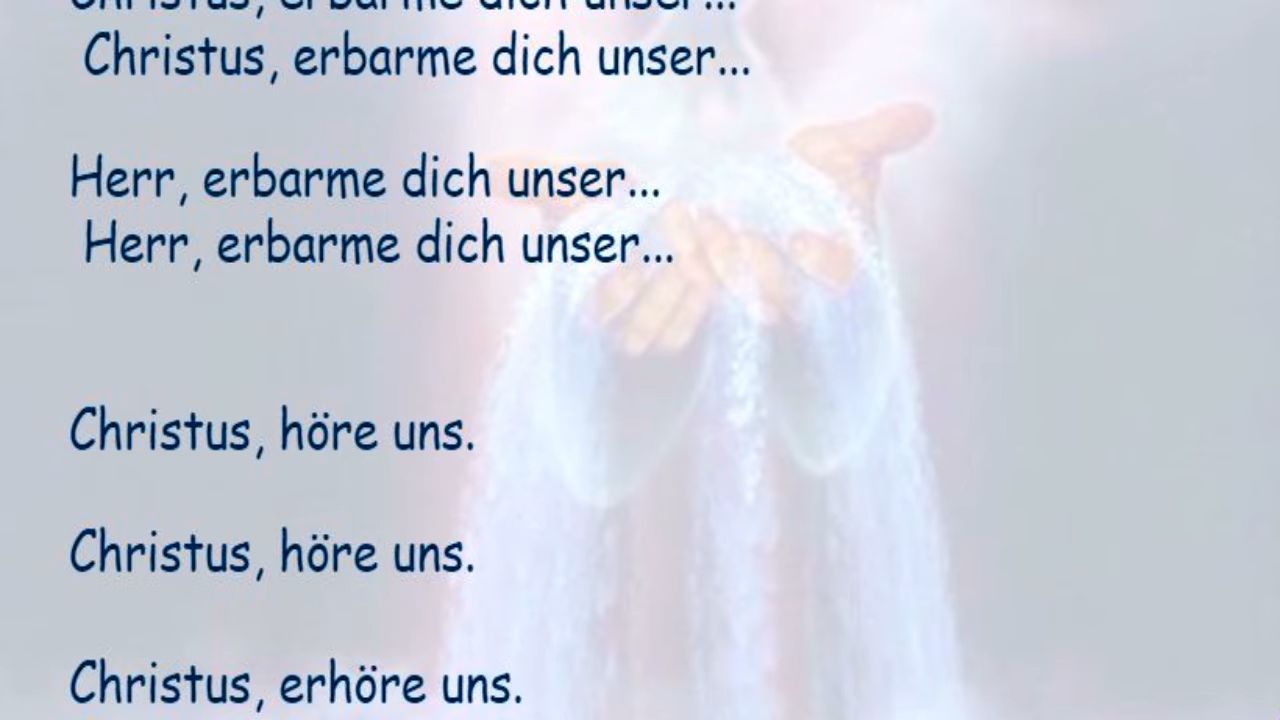 Christus, erbarme dich unser...
Christus, erbarme dich unser...
Herr, erbarme dich unser...
Herr, erbarme dich unser...
Christus, höre uns.
Christus, höre uns.
Christus, erhöre uns.